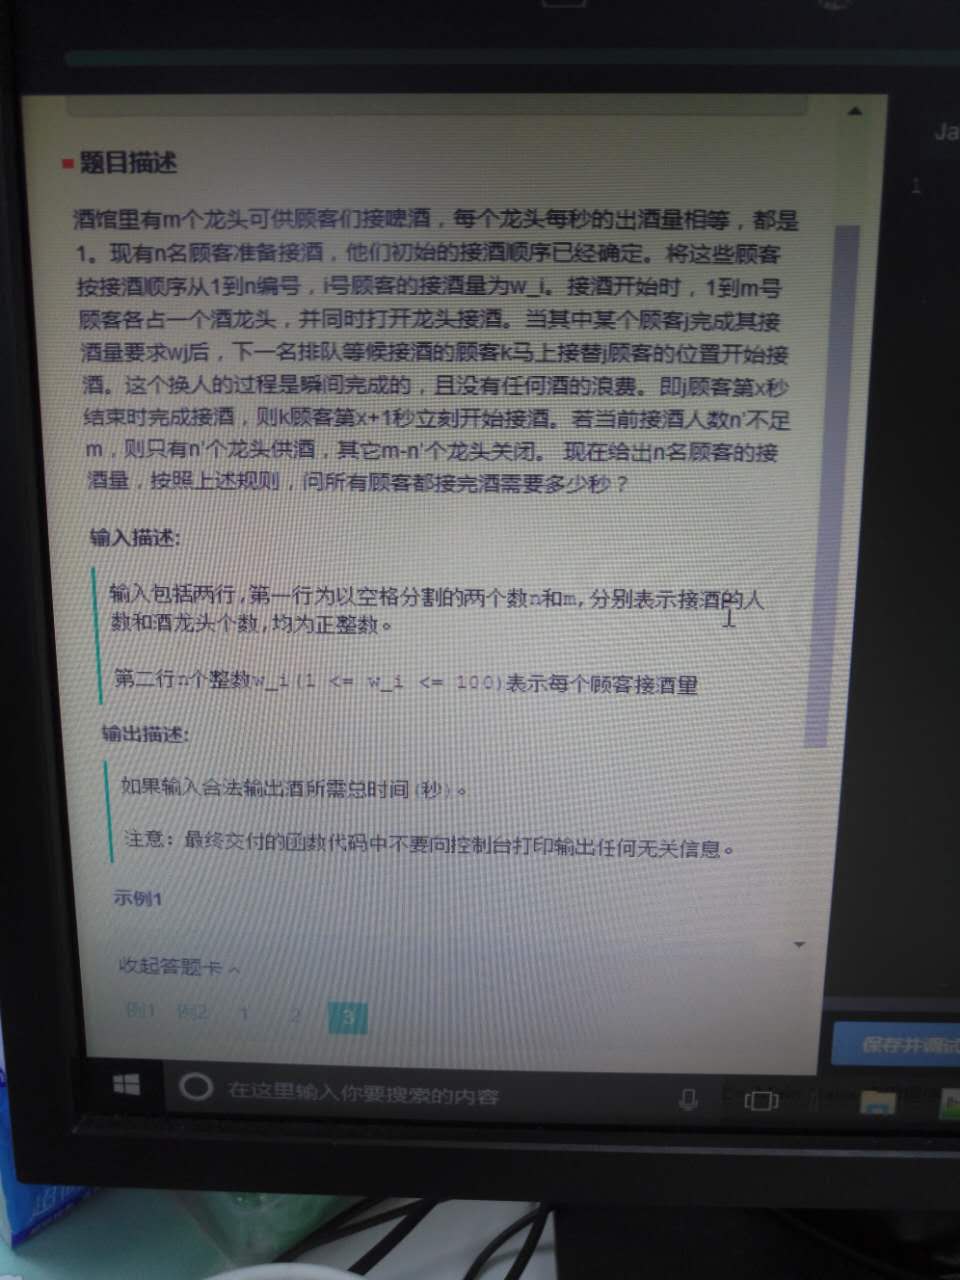 Ja
1
题目描述
酒馆里有m个龙头可供顾客们接啤酒，每个龙头每秒的出酒量相等，都是
1。现有n名顾客准备接酒，他们初始的接酒顺序已经确定。将这些顾客
按接酒顺序从1到n编号，i号顾客的接酒量为w_i。接酒开始时，1到m号
顾客各占一个酒龙头，并同时打开龙头接酒。当其中某个顾客j完成其接
酒量要求wj后，下一名排队等候接酒的顾客k马上接替j顾客的位置开始接
酒。这个换人的过程是瞬间完成的，且没有任何酒的浪费。即j顾客第x秒
结束时完成接酒，则k顾客第x+1秒立刻开始接酒。若当前接酒人数n'不足
m，则只有n'个龙头供酒，其它m-n'个龙头关闭。 现在给出n名顾客的接
酒量，按照上述规则，问所有顾客都接完酒需要多少秒？
输入描述:
输入包括两行,第一行为以空格分割的两个数n和m,分别表示接酒的人
数和酒龙头个数,均为正整数。
第二行n个整数w_i(1 <= w_i <= 100)表示每个顾客接酒量
输出描述:
如果输入合法输出酒所需总时间(秒)。
注意：最终交付的函数代码中不要向控制台打印输出任何无关信息。
示例1
收起答题卡
例1 例2 1 2 3
保存并调试
在这里输入你要搜索的内容